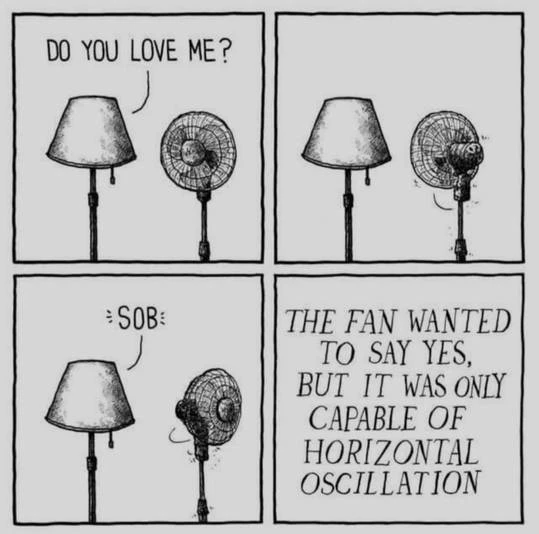 DO YOU LOVE ME?
SOB
THE FAN WANTED
TO SAY YES,
BUT IT WAS ONLY
CAPABLE OF
HORIZONTAL
OSCILLATION